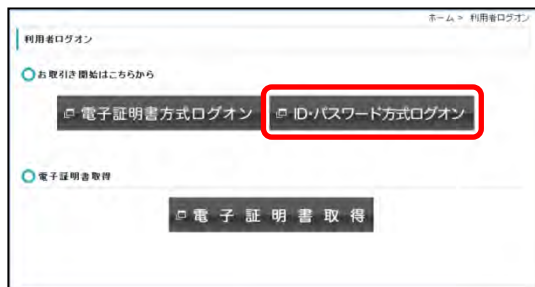 ホーム > 利用者ログオン
利用者ログオン
お取引き開始はこちらから
電子証明書方式ログオン
ID・パスワード方式ログオン
電子証明書取得
電子証明書取得